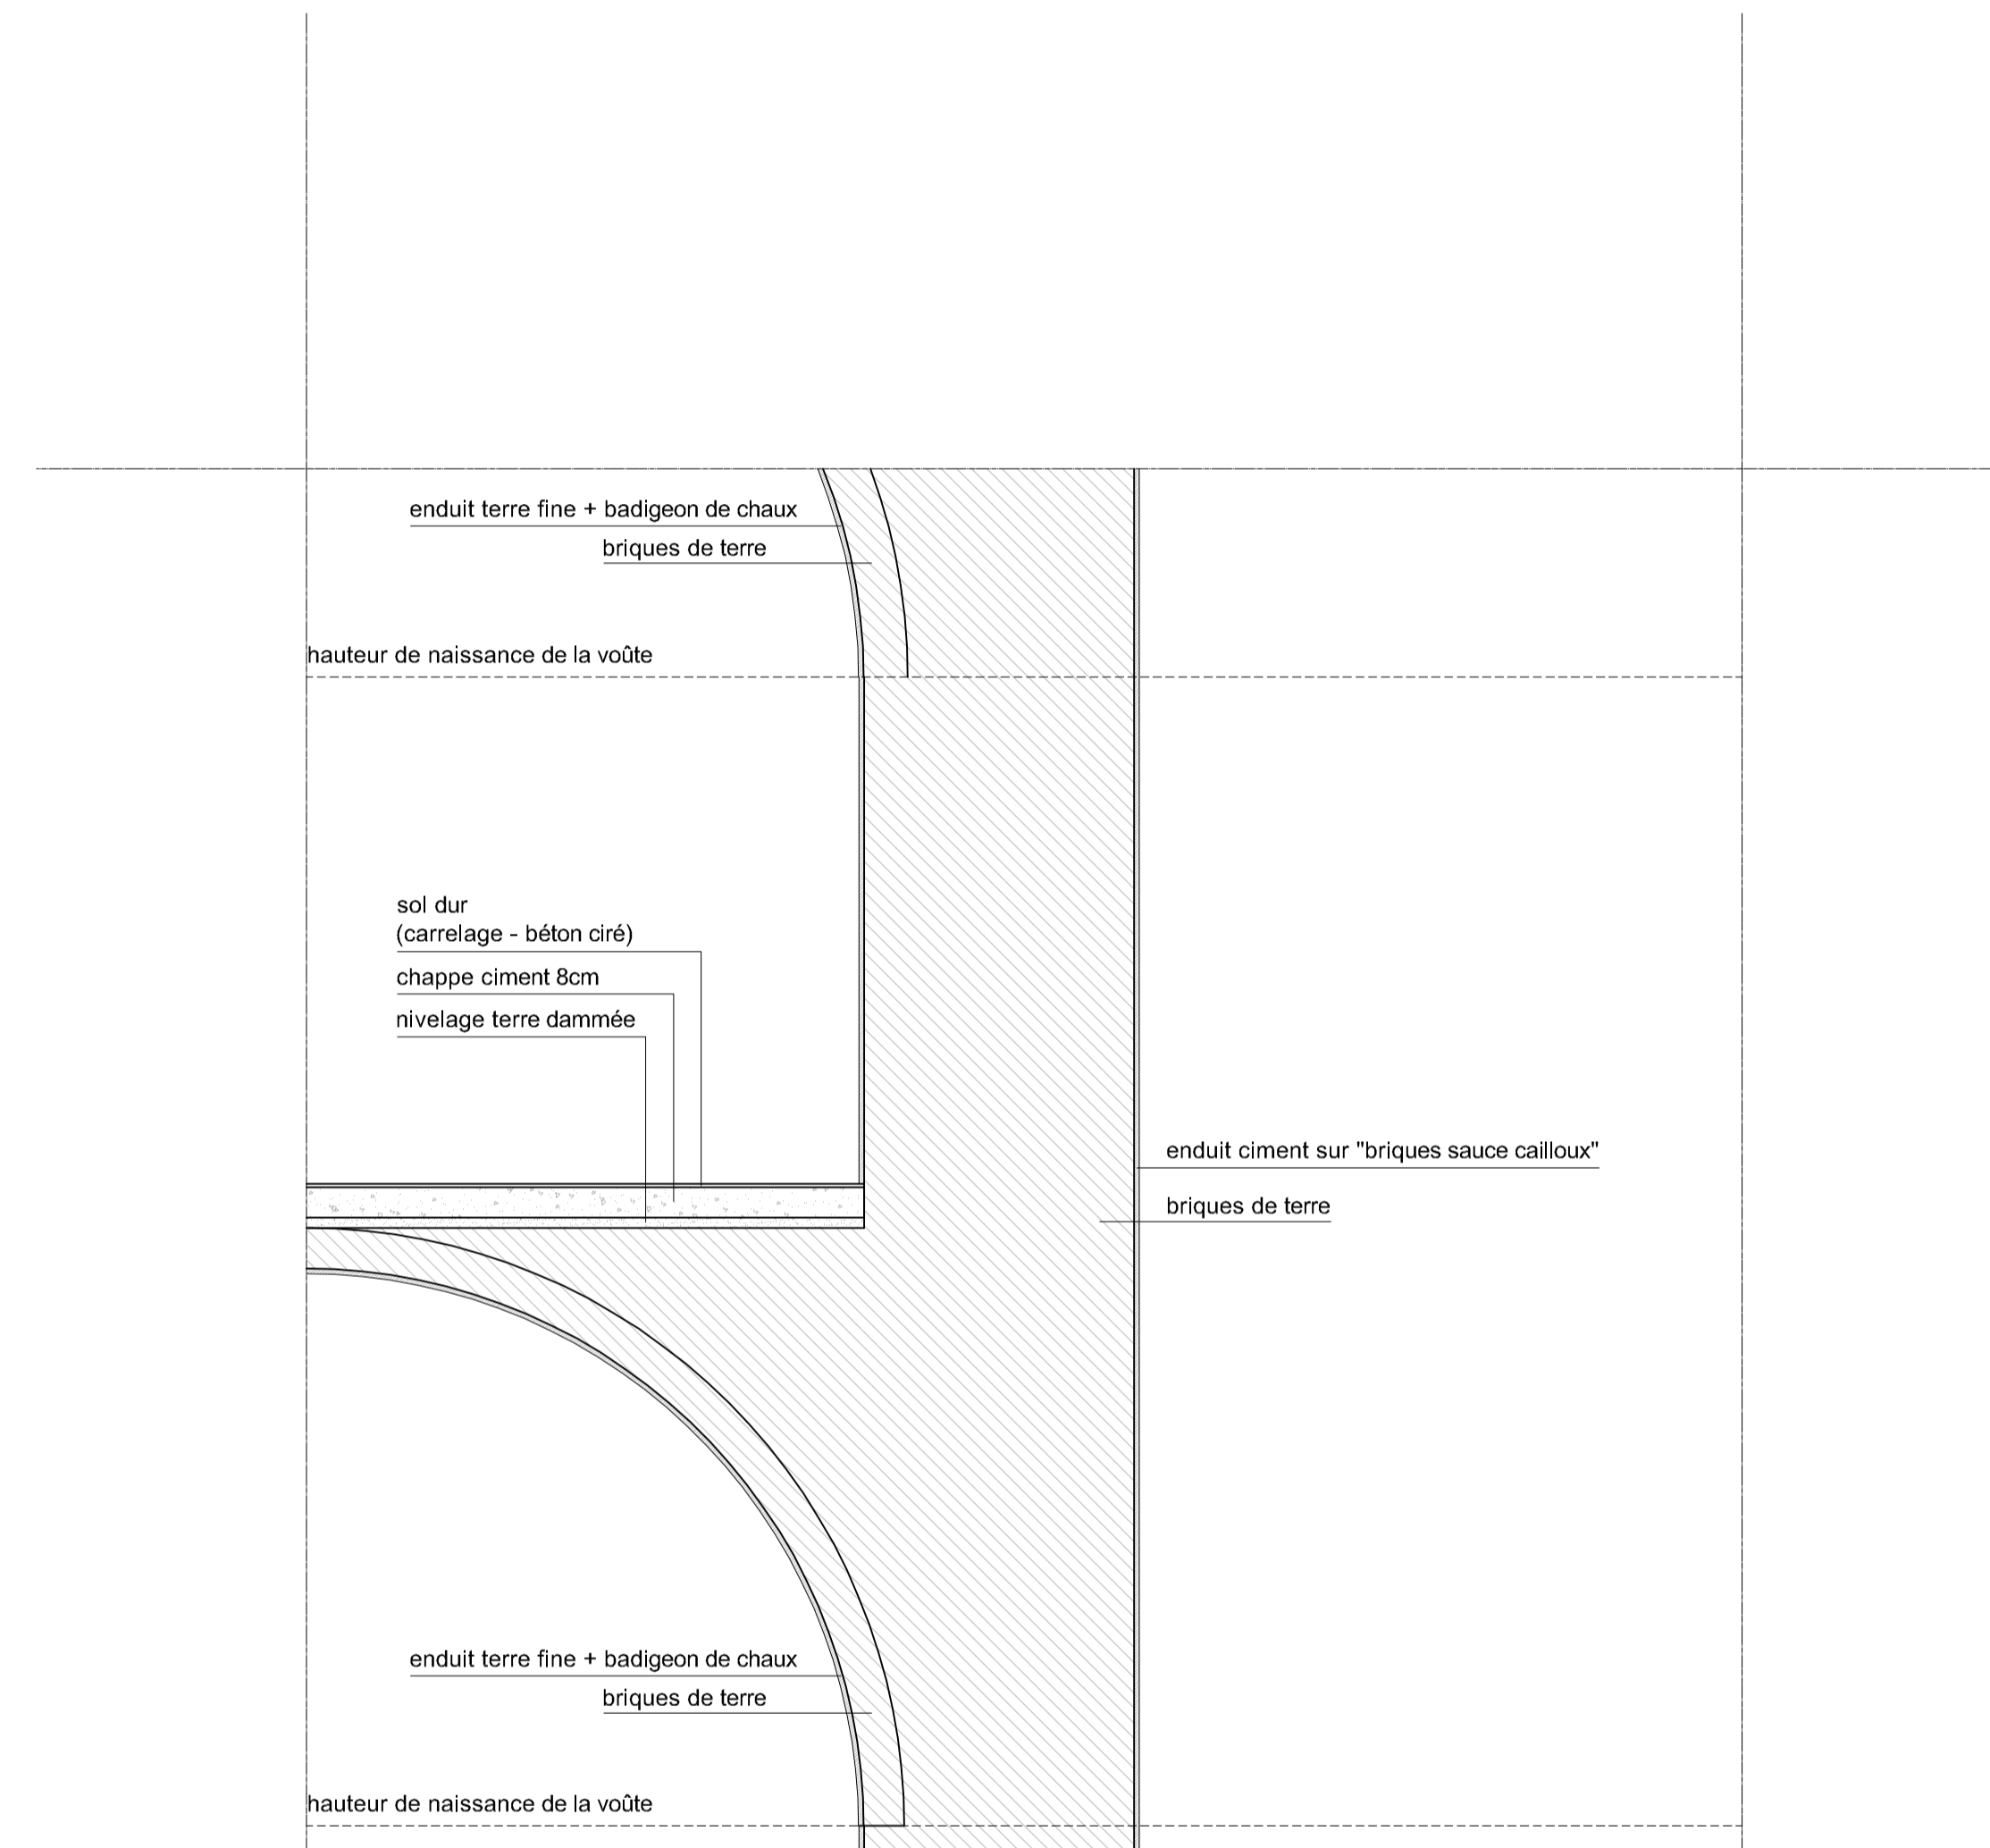 enduit terre fine + badigeon de chaux
briques de terre
hauteur de naissance de la voûte
sol dur
(carrelage - béton ciré)
chappe ciment 8cm
nivelage terre dammée
enduit ciment sur "briques sauce cailloux"
briques de terre
enduit terre fine + badigeon de chaux
briques de terre
hauteur de naissance de la voûte